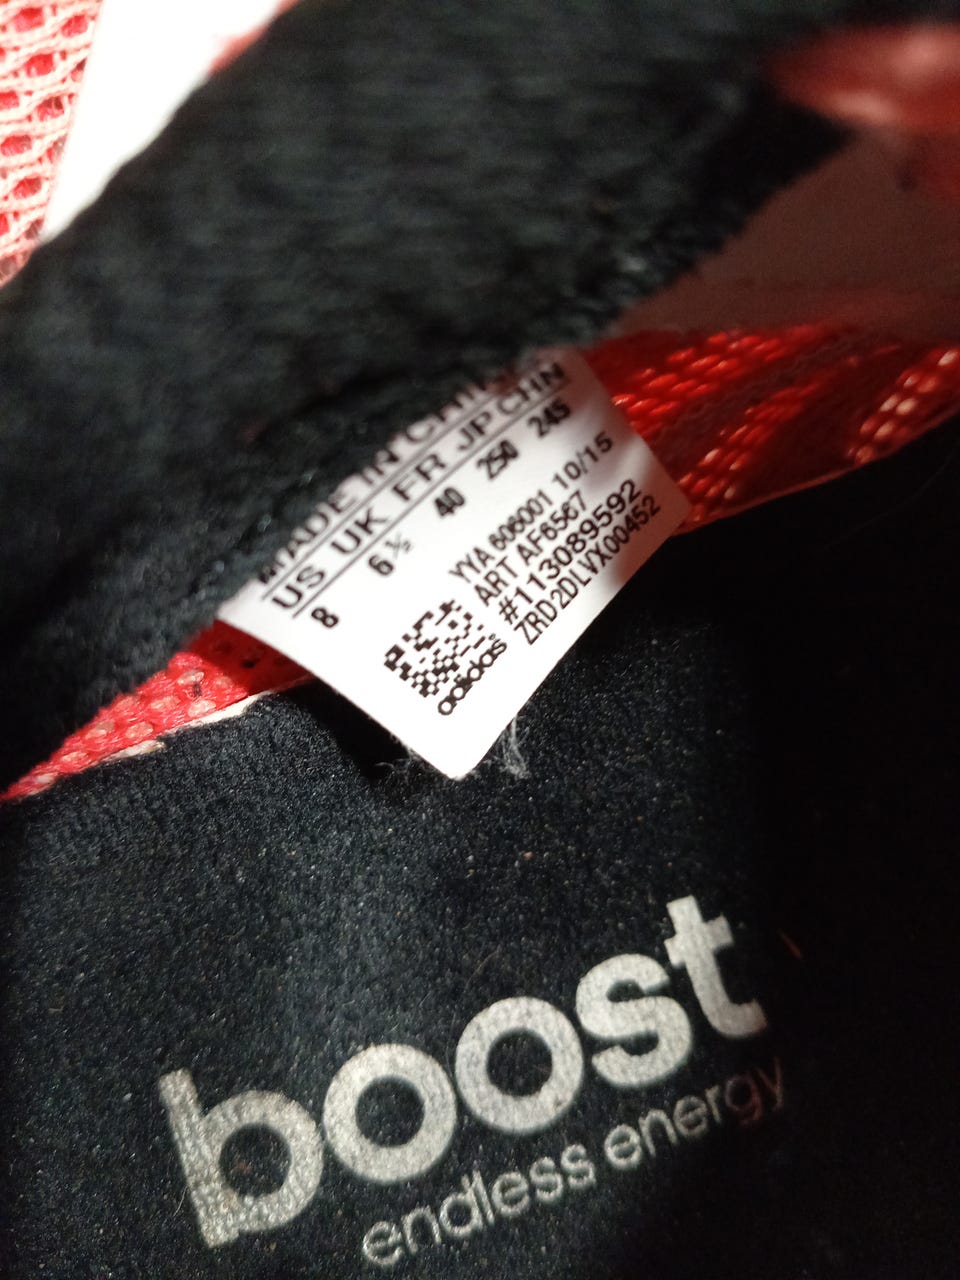 MADE IN CHINA
US UK FR JP CHN
8 6½ 40 250 245
YYA 606001 10/15
ART AF6567
#113089592
ZRD2DLVX00452
adidas
boost
endless energy